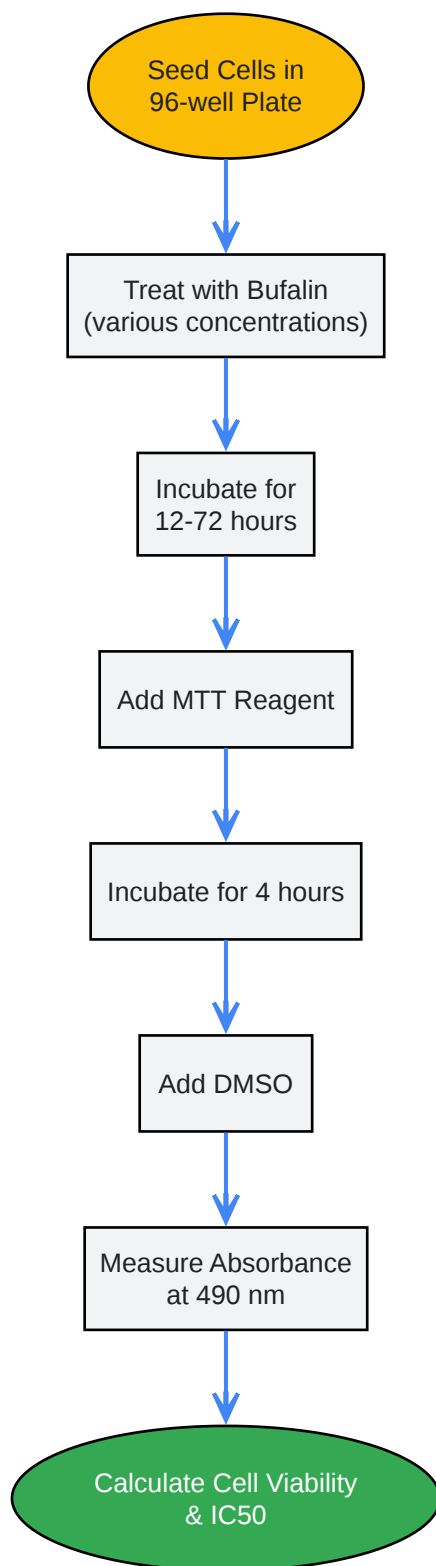 Seed Cells in
96-well Plate
Treat with Bufalin
(various concentrations)
Incubate for
12-72 hours
Add MTT Reagent
Incubate for 4 hours
Add DMSO
Measure Absorbance
at 490 nm
Calculate Cell Viability
& IC50